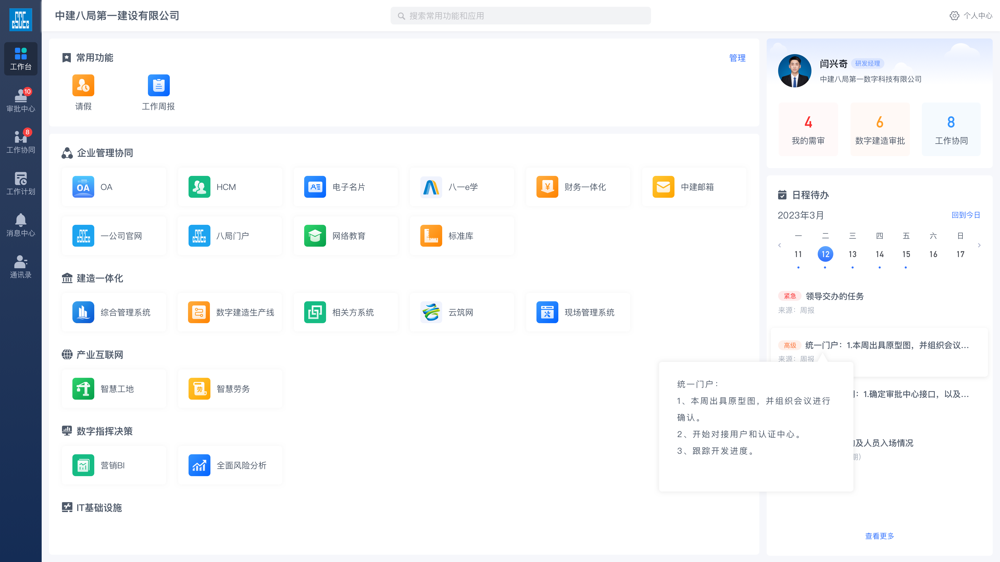 中建八局第一建设有限公司
搜索常用功能和应用
个人中心
CSCEC
工作台
10
审批中心
8
工作协同
工作计划
消息中心
通讯录
常用功能
管理
请假
工作周报
企业管理协同
OA
OA
HCM
电子名片
八一e学
¥
财务一体化
中建邮箱
CSCEC
一公司官网
CSCEC
八局门户
网络教育
标准库
建造一体化
综合管理系统
数字建造生产线
相关方系统
云筑网
现场管理系统
产业互联网
智慧工地
劳
智慧劳务
数字指挥决策
营销BI
全面风险分析
IT基础设施
闫兴奇
研发经理
中建八局第一数字科技有限公司
4
我的需审
6
数字建造审批
8
工作协同
日程待办
2023年3月
回到今日
一 二 三 四 五 六 日
11 12 13 14 15 16 17
紧急 领导交办的任务
来源：周报
高级 统一门户：1.本周出具原型图，并组织会议...
来源：周报
统一门户：
1、本周出具原型图，并组织会议进行
确认。
2、开始对接用户和认证中心。
3、跟踪开发进度。
：1.确定审批中心接口，以及...
及人员入场情况
期）
查看更多